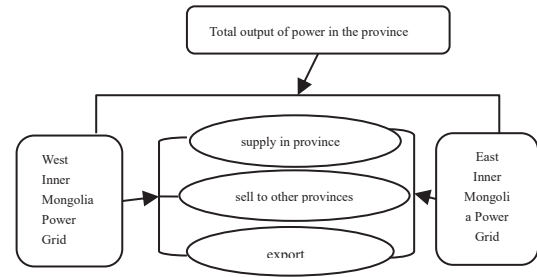 Total output of power in the province
West
Inner
Mongolia
Power
Grid
supply in province
sell to other provinces
export
East
Inner
Mongoli
a Power
Grid